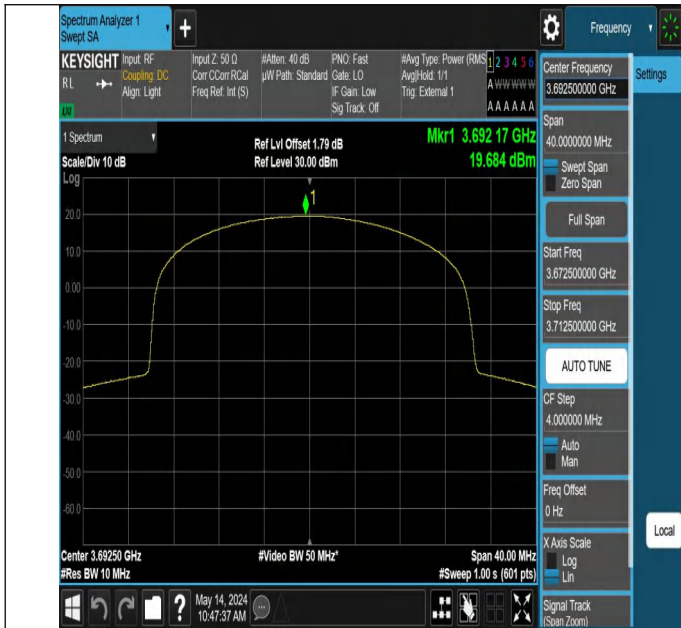 Spectrum Analyzer 1
Swept SA
+
Frequency
KEYSIGHT
RL
Input: RF
Coupling: DC
Align: Light
Input Z: 50 Ω
Corr CCorr RCal
Freq Ref: Int (S)
#Atten: 40 dB
µW Path: Standard
PNO: Fast
Gate: LO
IF Gain: Low
Sig Track: Off
#Avg Type: Power (RMS
Avg|Hold: 1/1
Trig: External 1
1 2 3 4 5 6
A W W W W W
A A A A A A
1 Spectrum
Scale/Div 10 dB
Ref Lvl Offset 1.79 dB
Ref Level 30.00 dBm
Mkr1 3.692 17 GHz
19.684 dBm
Log
1
20.0
10.0
0.00
-10.0
-20.0
-30.0
-40.0
-50.0
-60.0
Center 3.69250 GHz
#Res BW 10 MHz
#Video BW 50 MHz*
Span 40.00 MHz
#Sweep 1.00 s (601 pts)
?
May 14, 2024
10:47:37 AM
Center Frequency
3.692500000 GHz
Settings
Span
40.0000000 MHz
Swept Span
Zero Span
Full Span
Start Freq
3.672500000 GHz
Stop Freq
3.712500000 GHz
AUTO TUNE
CF Step
4.000000 MHz
Auto
Man
Freq Offset
0 Hz
X Axis Scale
Log
Lin
Local
Signal Track
(Span Zoom)